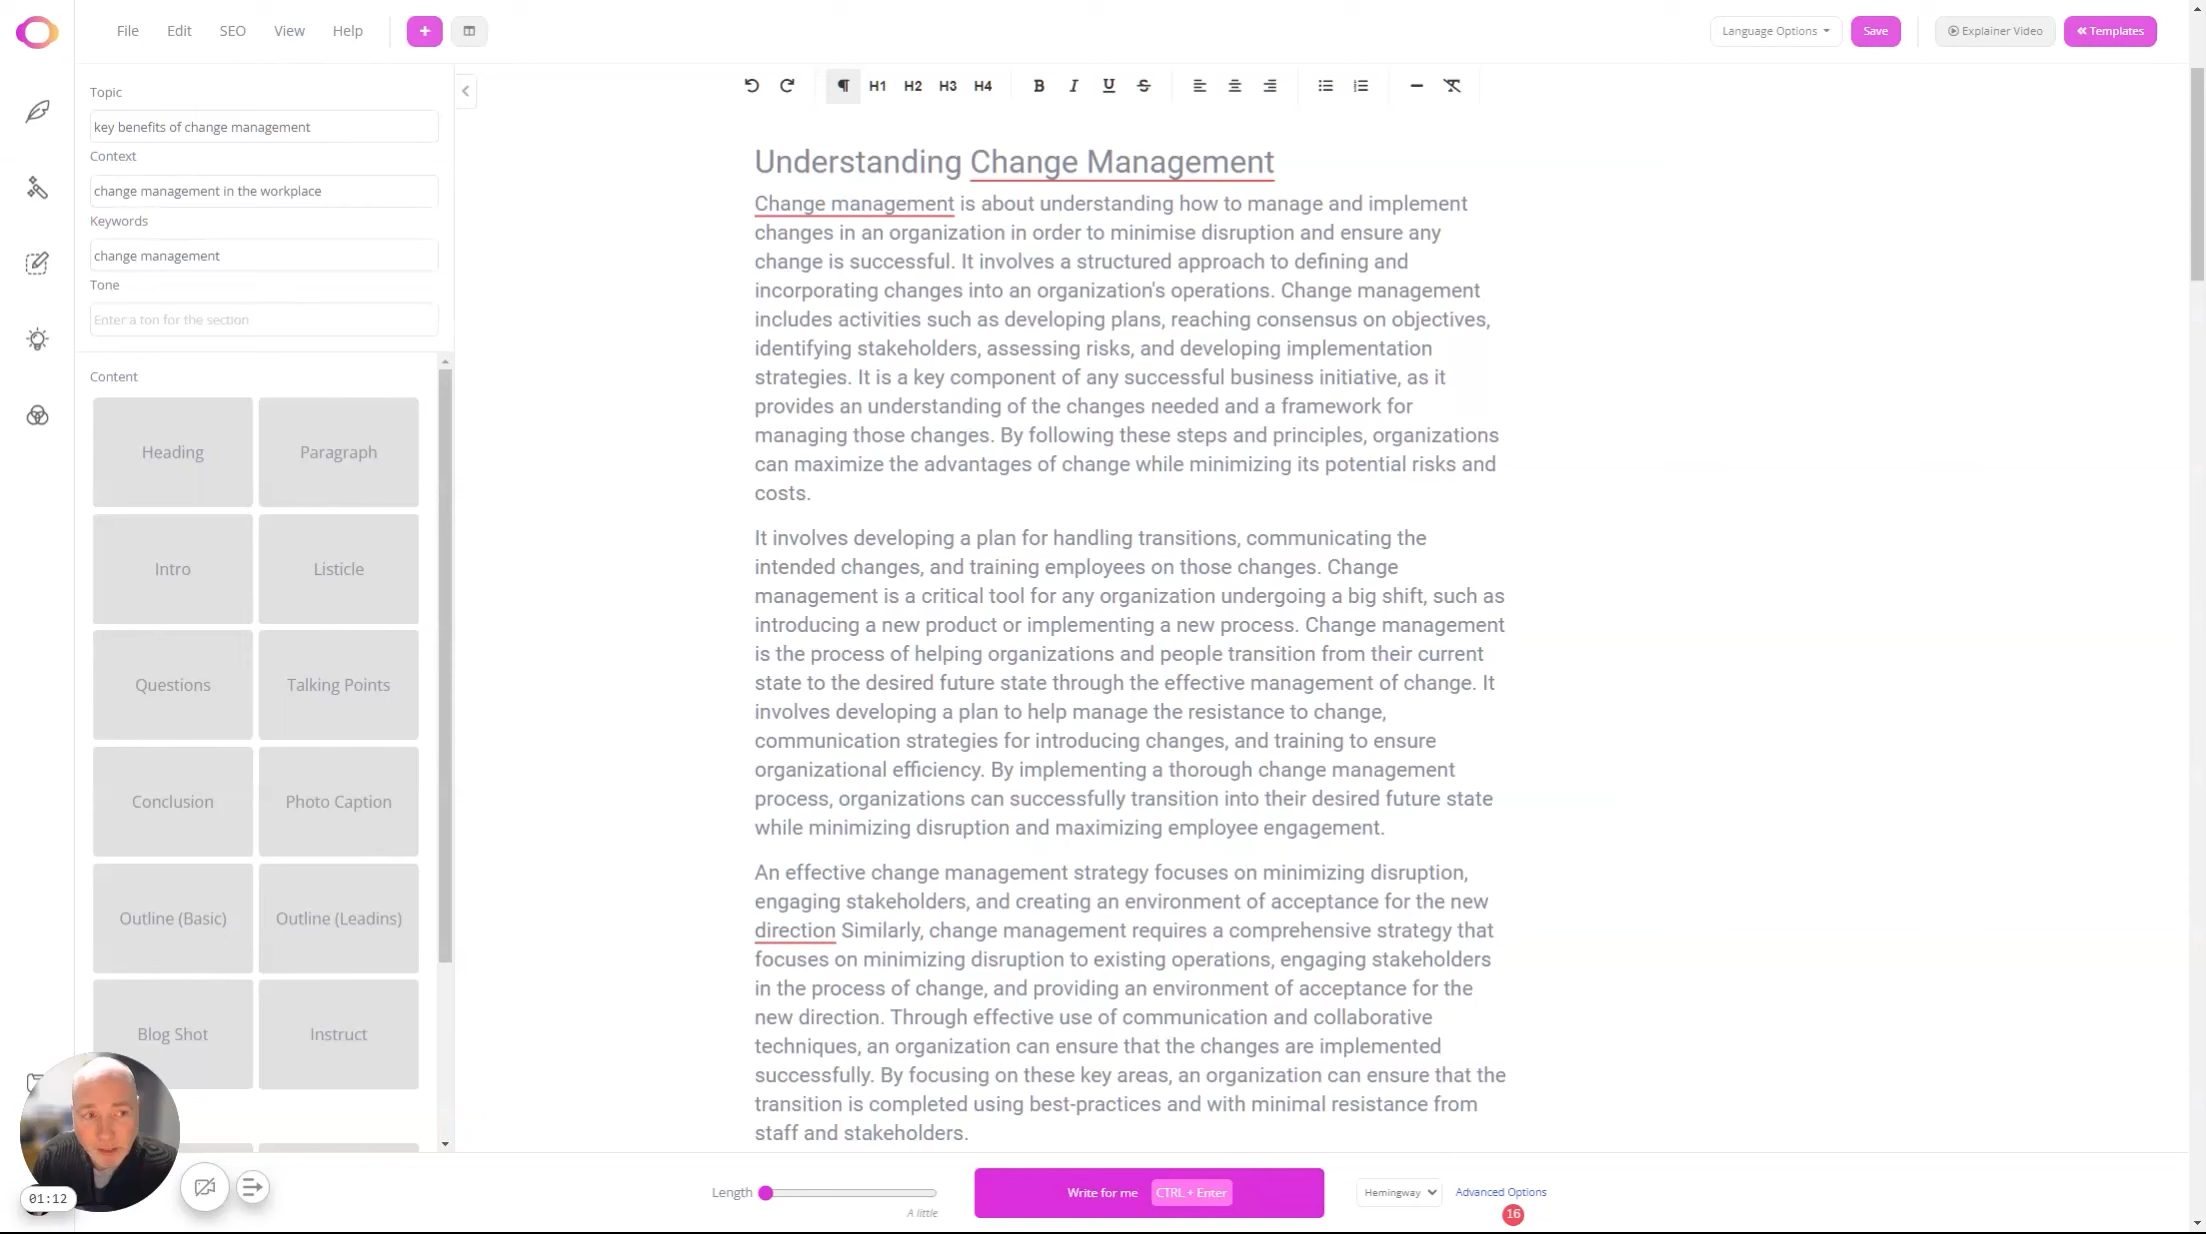 File Edit SEO View Help + Language Options Save Explainer Video Templates
Topic
key benefits of change management
Context
change management in the workplace
Keywords
change management
Tone
Enter a ton for the section
Content
Heading Paragraph
Intro Listicle
Questions Talking Points
Conclusion Photo Caption
Outline (Basic) Outline (Leadins)
Blog Shot Instruct
01:12
¶ H1 H2 H3 H4 B I U S
Understanding Change Management
Change management is about understanding how to manage and implement
changes in an organization in order to minimise disruption and ensure any
change is successful. It involves a structured approach to defining and
incorporating changes into an organization's operations. Change management
includes activities such as developing plans, reaching consensus on objectives,
identifying stakeholders, assessing risks, and developing implementation
strategies. It is a key component of any successful business initiative, as it
provides an understanding of the changes needed and a framework for
managing those changes. By following these steps and principles, organizations
can maximize the advantages of change while minimizing its potential risks and
costs.
It involves developing a plan for handling transitions, communicating the
intended changes, and training employees on those changes. Change
management is a critical tool for any organization undergoing a big shift, such as
introducing a new product or implementing a new process. Change management
is the process of helping organizations and people transition from their current
state to the desired future state through the effective management of change. It
involves developing a plan to help manage the resistance to change,
communication strategies for introducing changes, and training to ensure
organizational efficiency. By implementing a thorough change management
process, organizations can successfully transition into their desired future state
while minimizing disruption and maximizing employee engagement.
An effective change management strategy focuses on minimizing disruption,
engaging stakeholders, and creating an environment of acceptance for the new
direction Similarly, change management requires a comprehensive strategy that
focuses on minimizing disruption to existing operations, engaging stakeholders
in the process of change, and providing an environment of acceptance for the
new direction. Through effective use of communication and collaborative
techniques, an organization can ensure that the changes are implemented
successfully. By focusing on these key areas, an organization can ensure that the
transition is completed using best-practices and with minimal resistance from
staff and stakeholders.
Length A little Write for me CTRL + Enter Hemingway Advanced Options
16